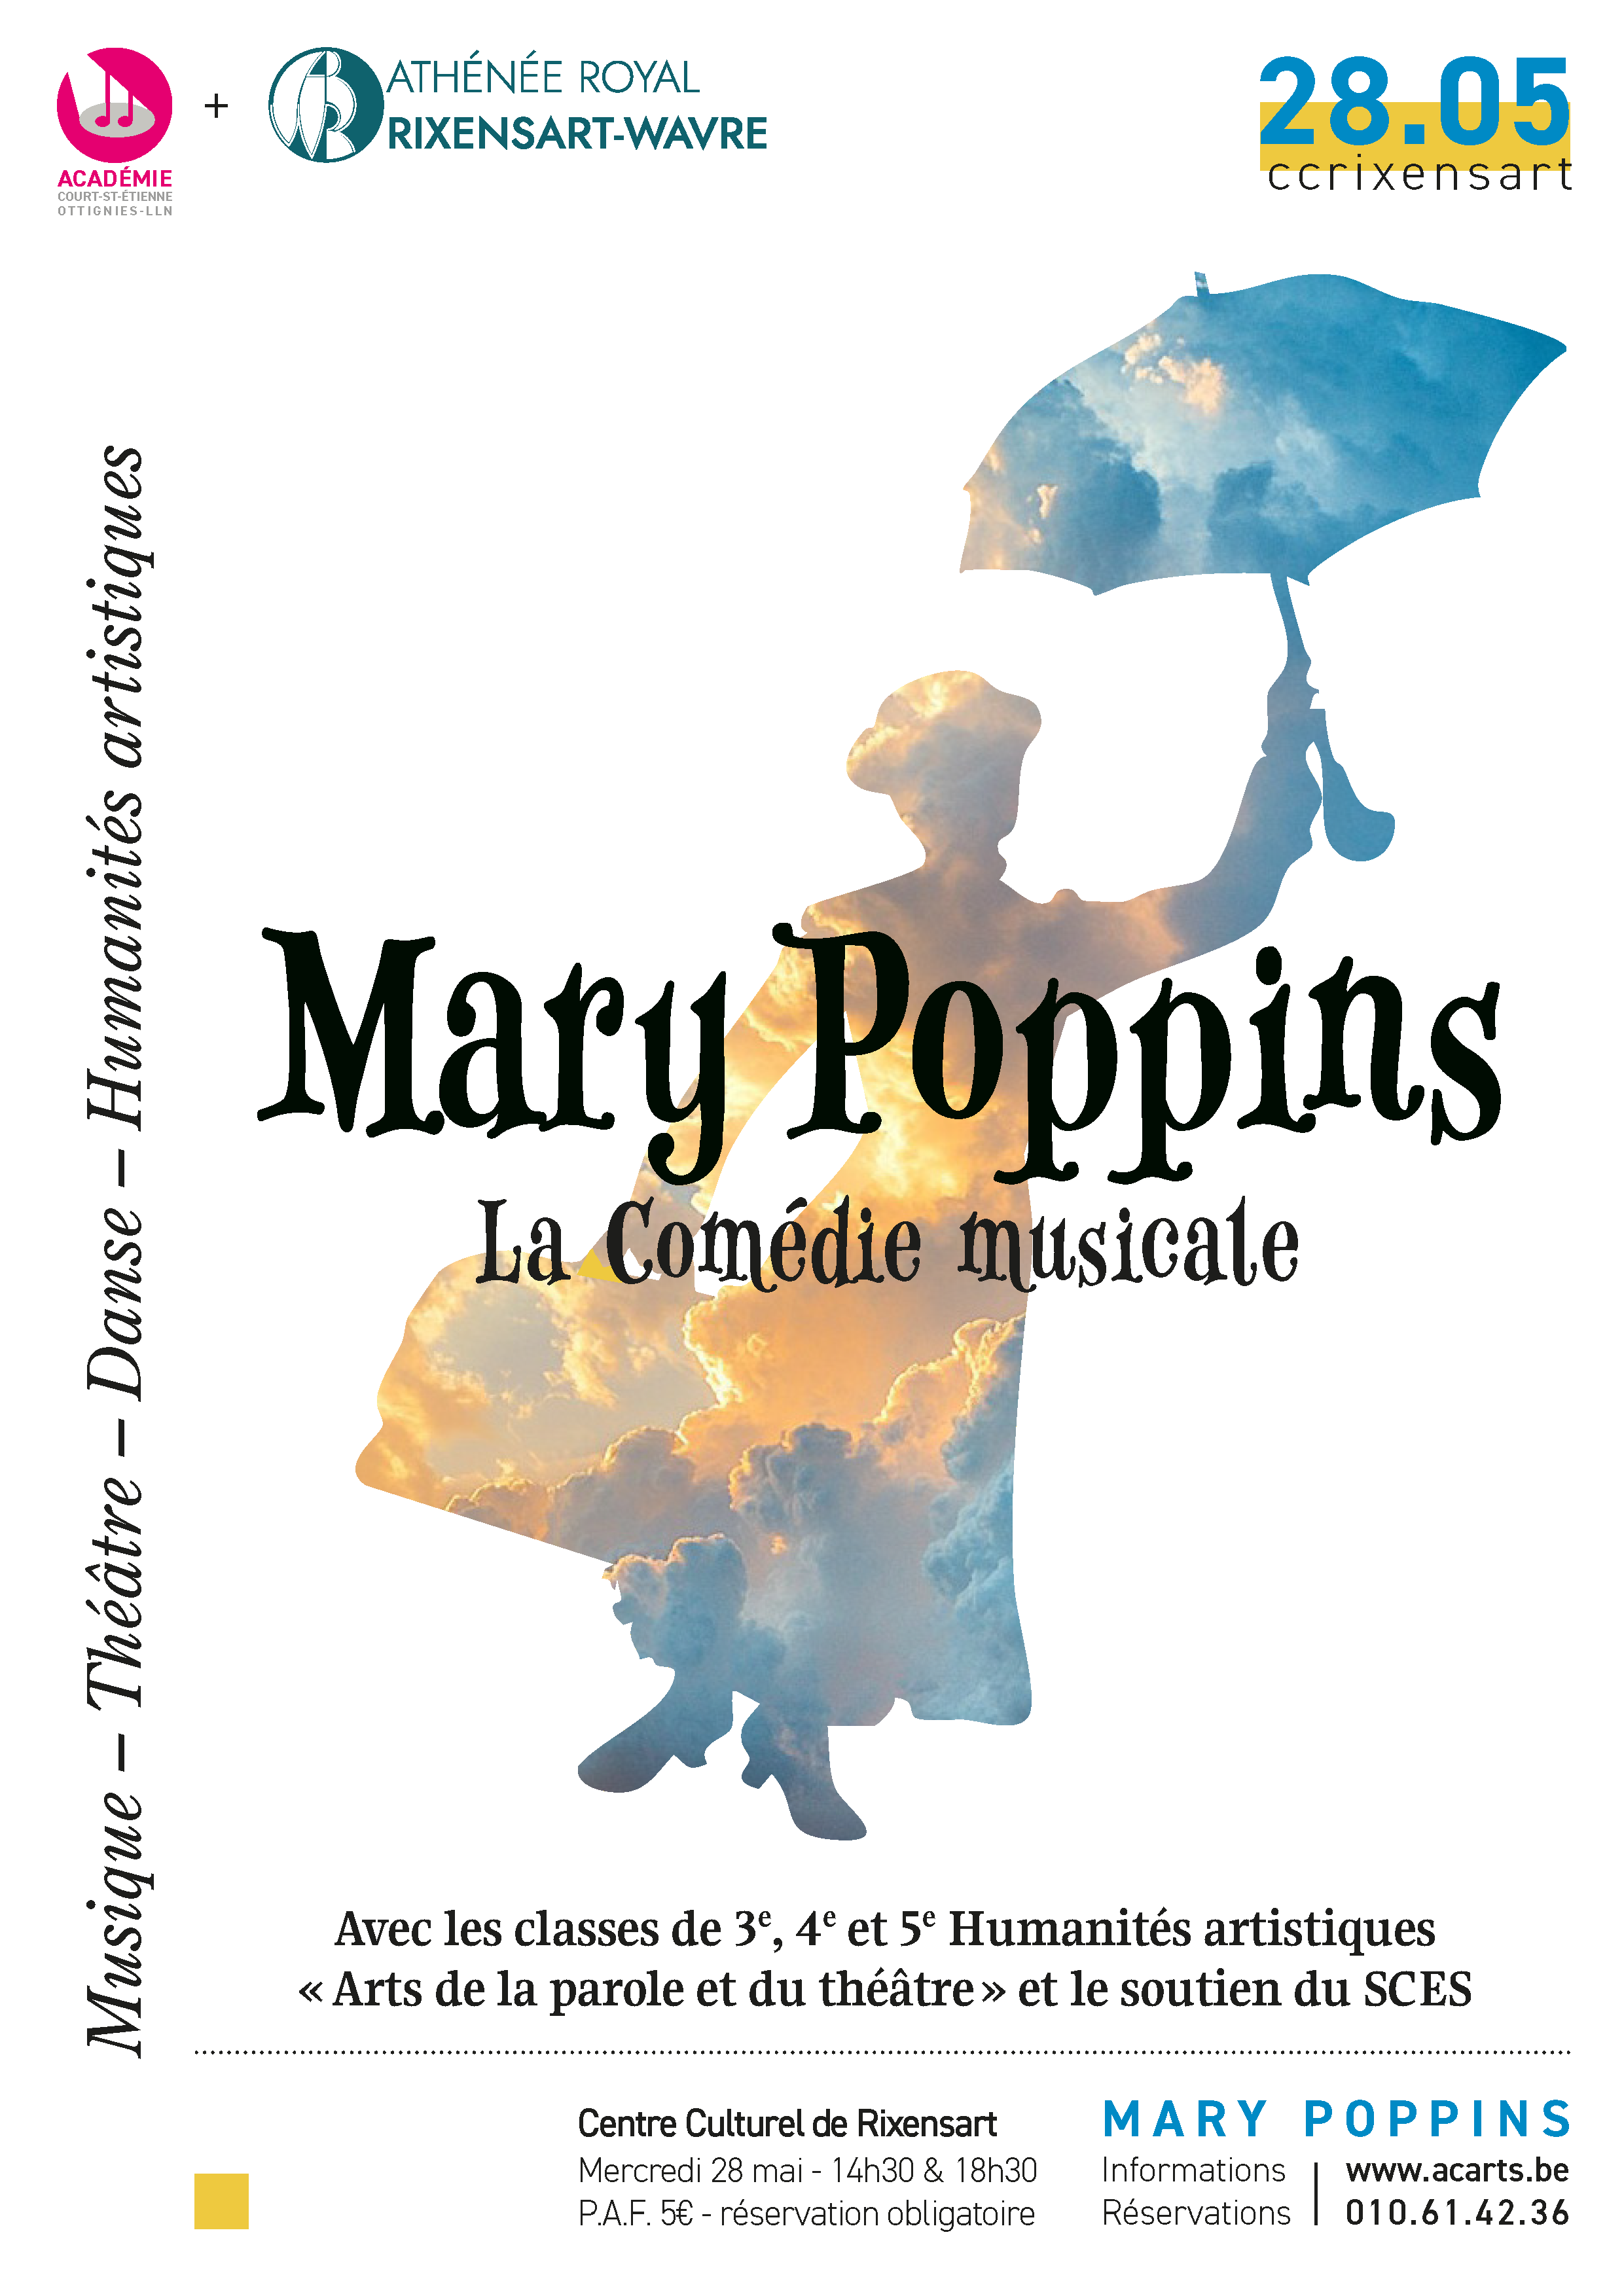 ACADÉMIE
COURT-ST-ÉTIENNE
OTTIGNIES-LLN
+
ATHÉNÉE ROYAL
RIXENSART-WAVRE
28.05
ccrixensart
Musique – Théâtre – Danse – Humanités artistiques
Mary Poppins
La Comédie musicale
Avec les classes de 3e, 4e et 5e Humanités artistiques
« Arts de la parole et du théâtre » et le soutien du SCES
Centre Culturel de Rixensart
Mercredi 28 mai - 14h30 & 18h30
P.A.F. 5€ - réservation obligatoire
MARY POPPINS
Informations | www.acarts.be
Réservations | 010.61.42.36